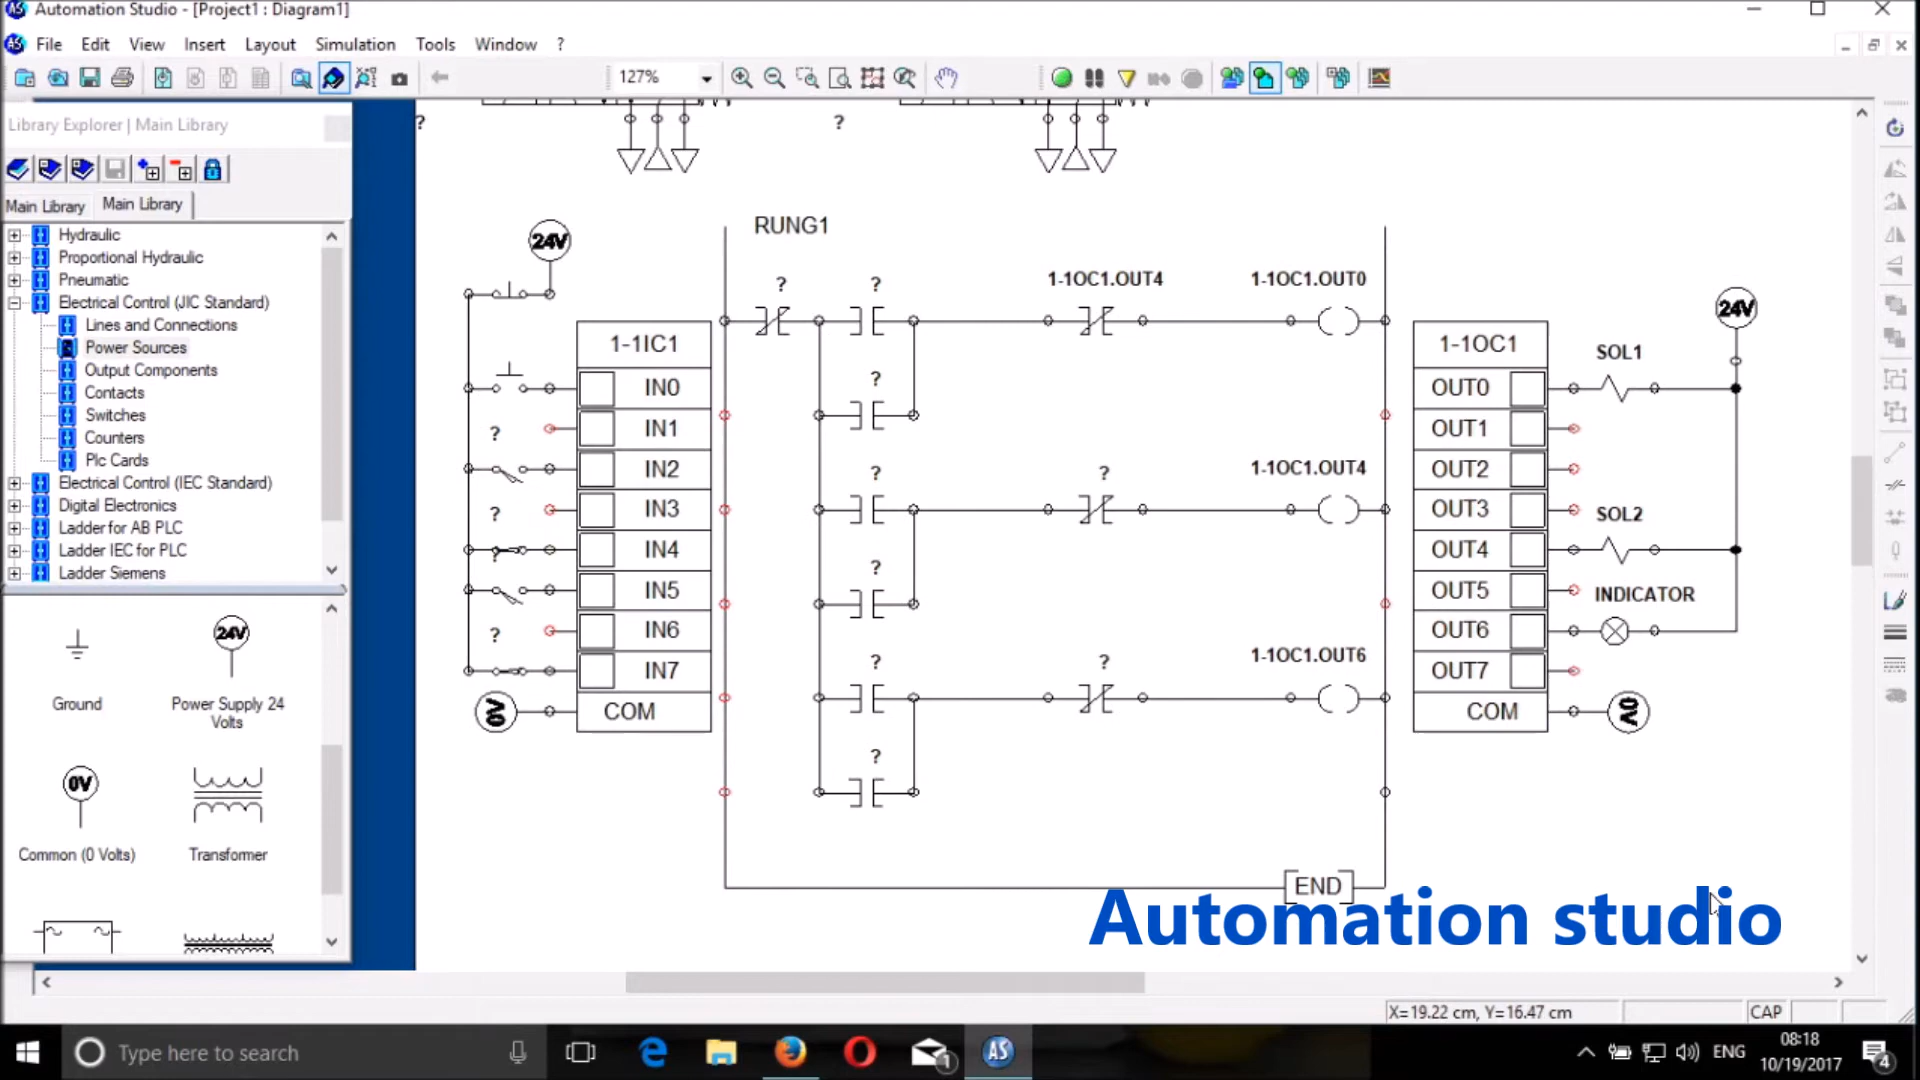 Automation Studio - [Project1 : Diagram1]
File Edit View Insert Layout Simulation Tools Window ?
127%
Library Explorer | Main Library
Main Library Main Library
Hydraulic
Proportional Hydraulic
Pneumatic
Electrical Control (JIC Standard)
Lines and Connections
Power Sources
Output Components
Contacts
Switches
Counters
Plc Cards
Electrical Control (IEC Standard)
Digital Electronics
Ladder for AB PLC
Ladder IEC for PLC
Ladder Siemens
24V
Ground
Power Supply 24 Volts
0V
Common (0 Volts)
Transformer
? ?
24V
RUNG1
? ? 1-1OC1.OUT4 1-1OC1.OUT0
?
? ? 1-1OC1.OUT4
?
? ? 1-1OC1.OUT6
?
END
1-1IC1
IN0
? IN1
IN2
? IN3
? IN4
IN5
? IN6
IN7
0V COM
24V
1-1OC1
SOL1
OUT0
OUT1
OUT2
OUT3
SOL2
OUT4
OUT5
INDICATOR
OUT6
OUT7
COM 0V
Automation studio
X=19.22 cm, Y=16.47 cm CAP
Type here to search
1
AS
ENG
08:18
10/19/2017
4